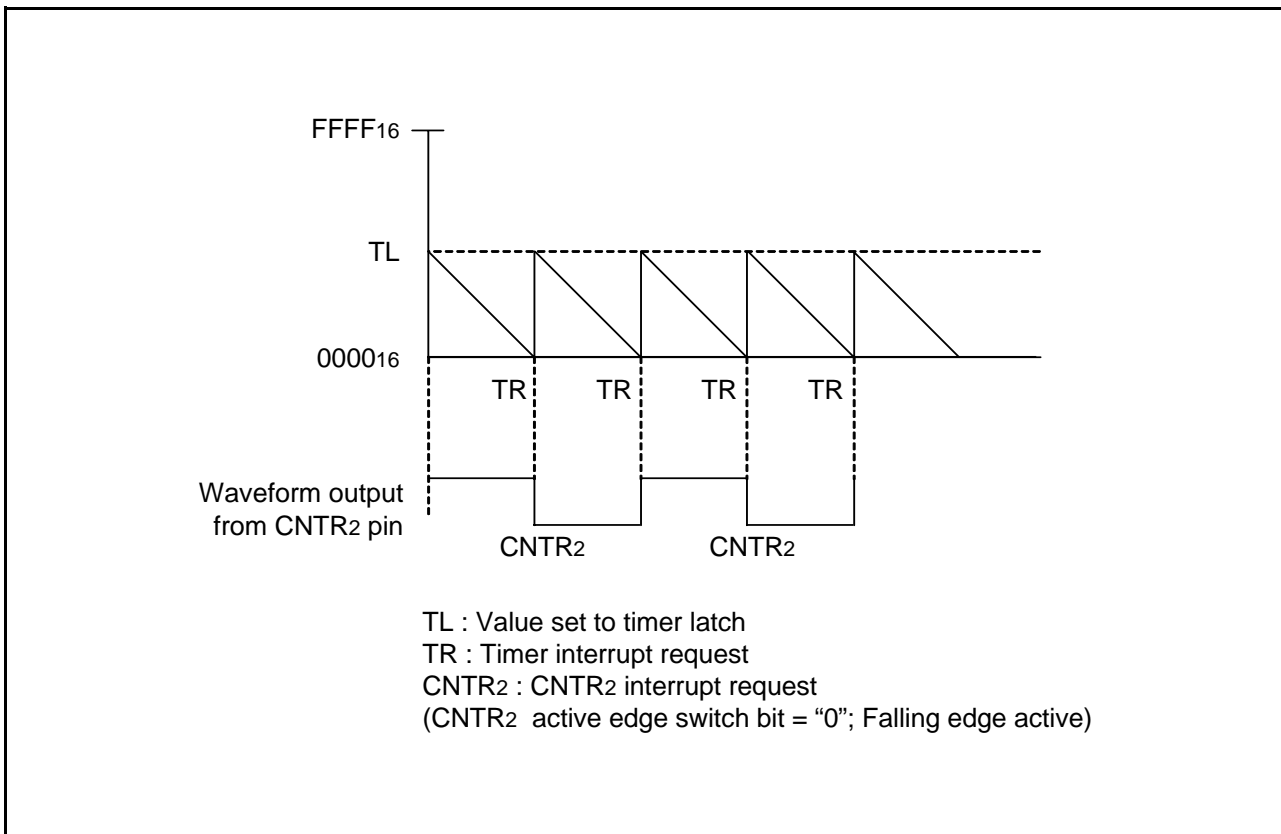 FFFF16
TL
000016
TR TR TR TR
Waveform output
from CNTR2 pin
CNTR2 CNTR2
TL : Value set to timer latch
TR : Timer interrupt request
CNTR2 : CNTR2 interrupt request
(CNTR2 active edge switch bit = “0”; Falling edge active)